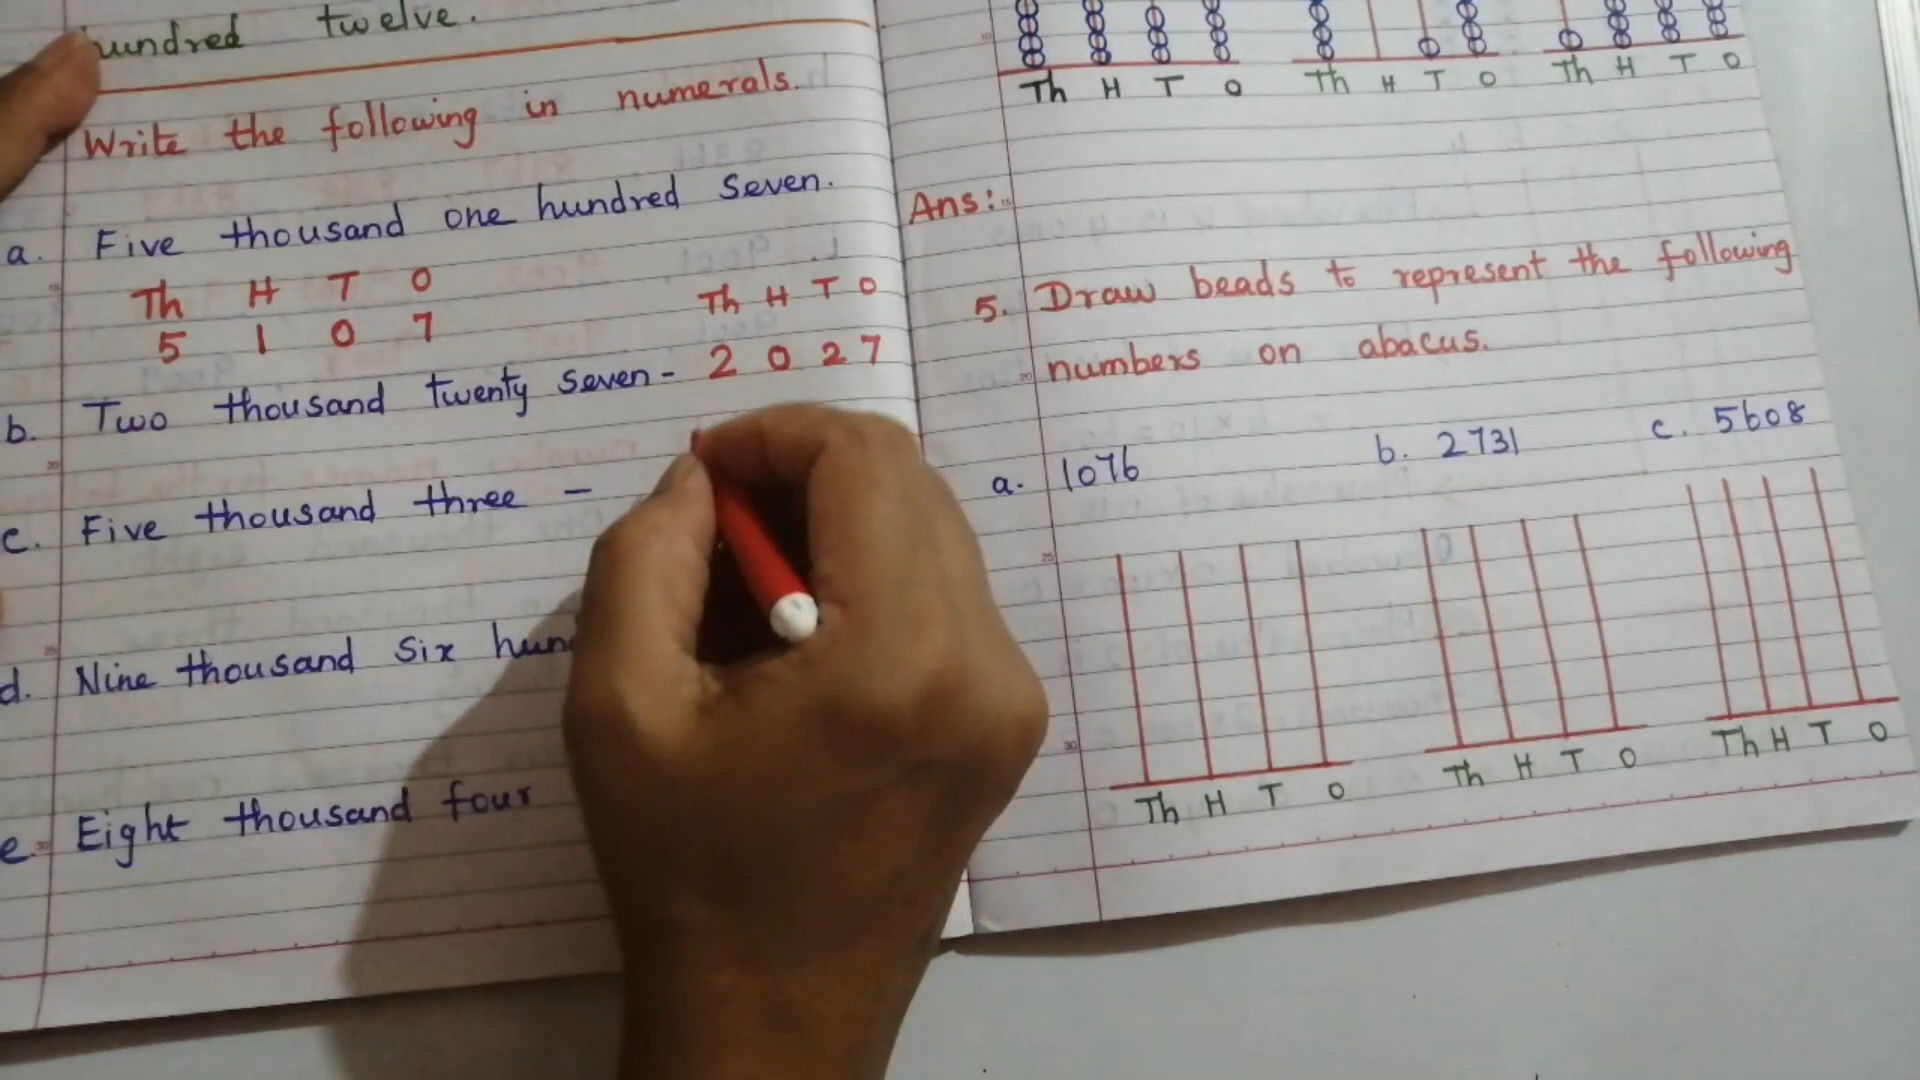 hundred twelve.
Write the following in numerals.
a. Five thousand one hundred seven.
Th H T O
5 1 0 7
Th H T O
b. Two thousand twenty seven - 2 0 2 7
c. Five thousand three -
d. Nine thousand six
e. Eight thousand four
Th H T O
Th H T O
Th H T O
Ans:
5. Draw beads to represent the following
numbers on abacus.
a. 1076 b. 2731 c. 5608
Th H T O
Th H T O
Th H T O